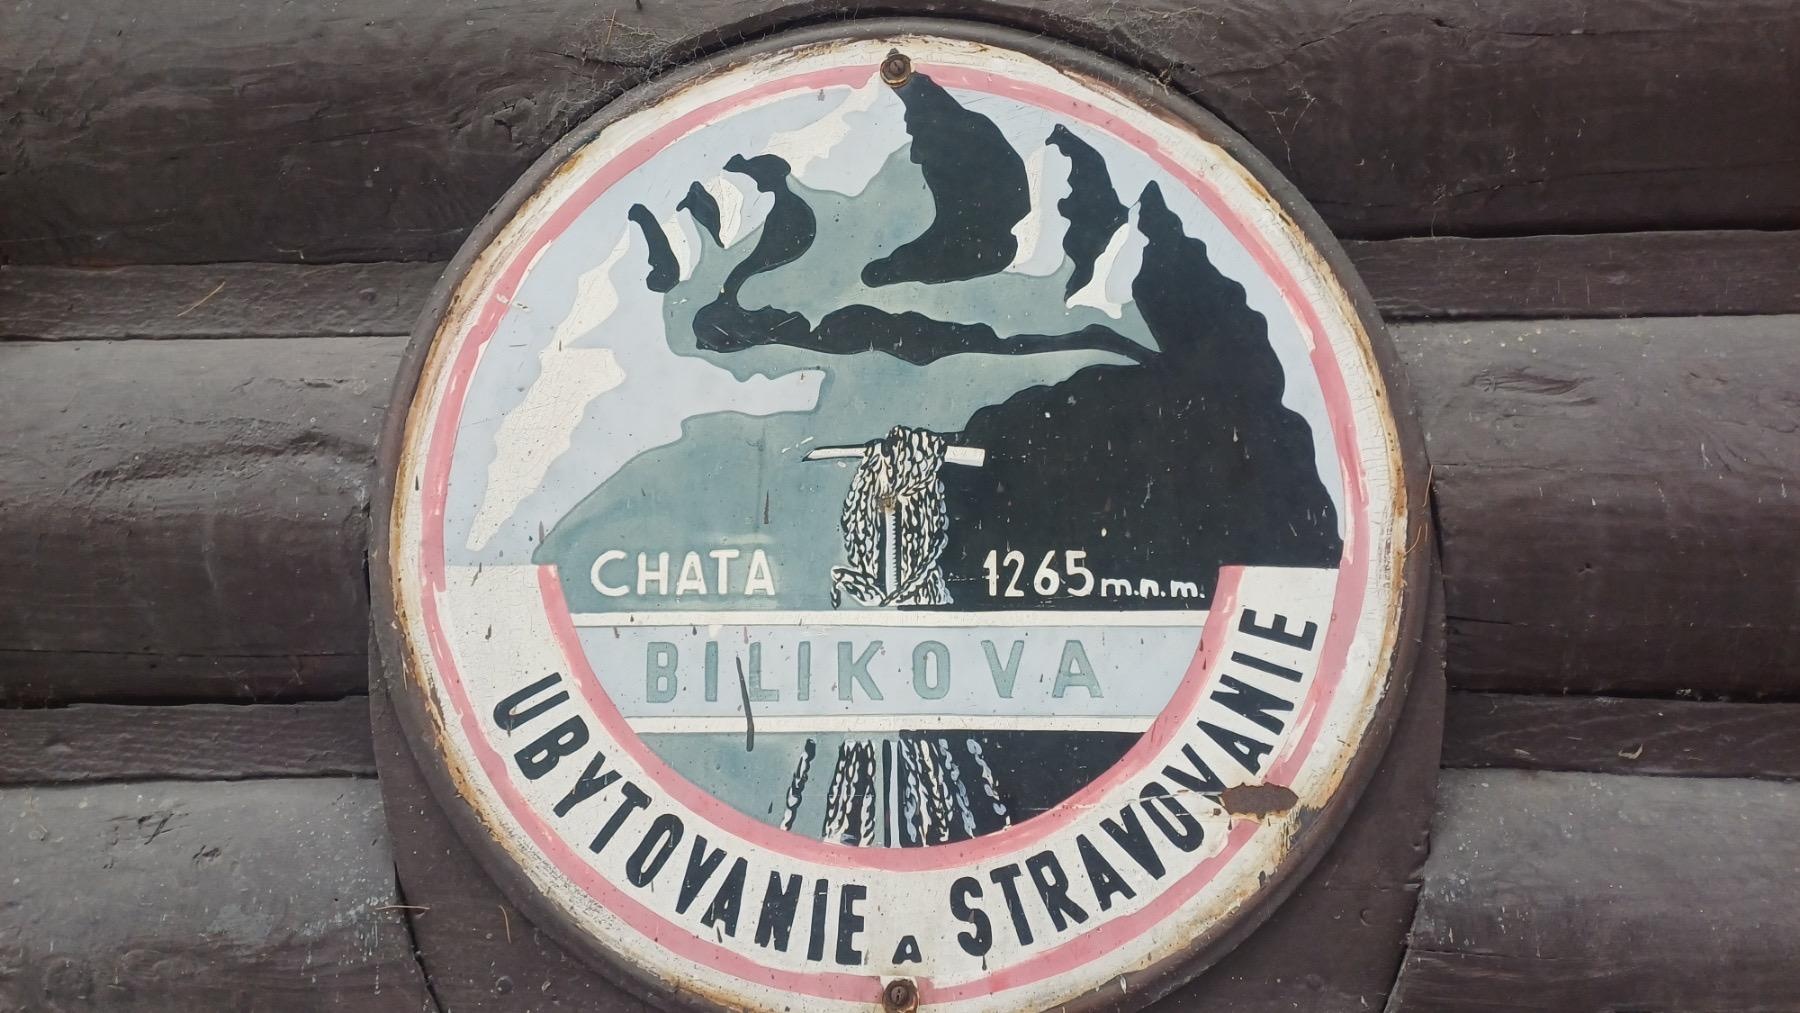 CHATA 1265 m.n.m.
BILIKOVA
UBYTOVANIE A STRAVOVANIE